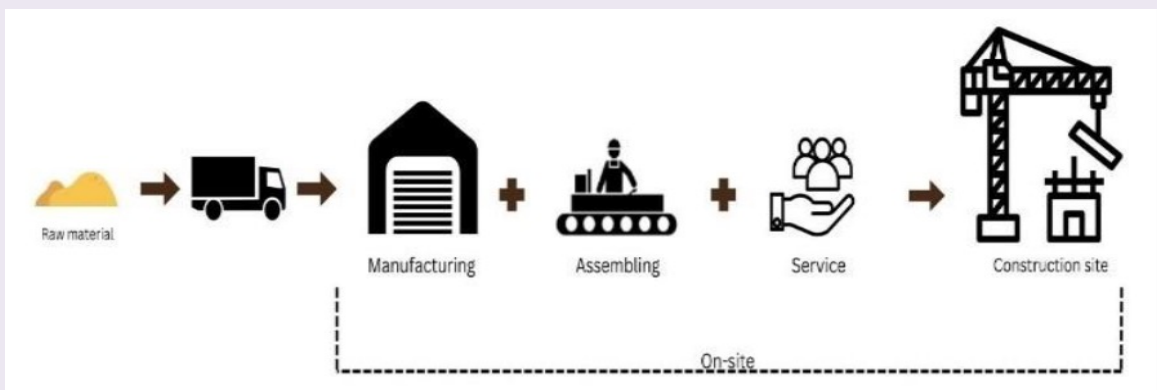 Raw material
Manufacturing
Assembling
Service
Construction site
On-site